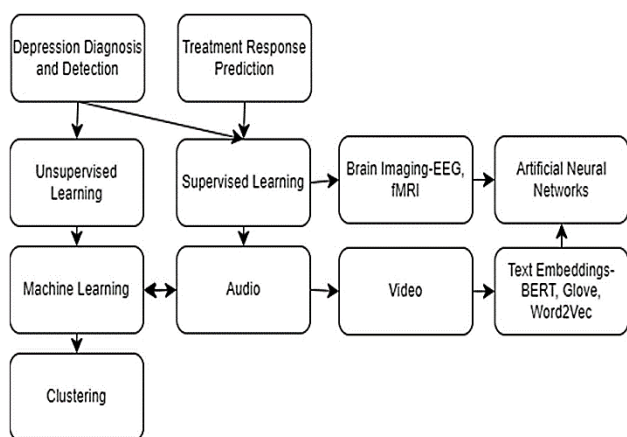 Depression Diagnosis
and Detection
Treatment Response
Prediction
Unsupervised
Learning
Supervised Learning
Brain Imaging-EEG,
fMRI
Artificial Neural
Networks
Machine Learning
Audio
Video
Text Embeddings-
BERT, Glove,
Word2Vec
Clustering